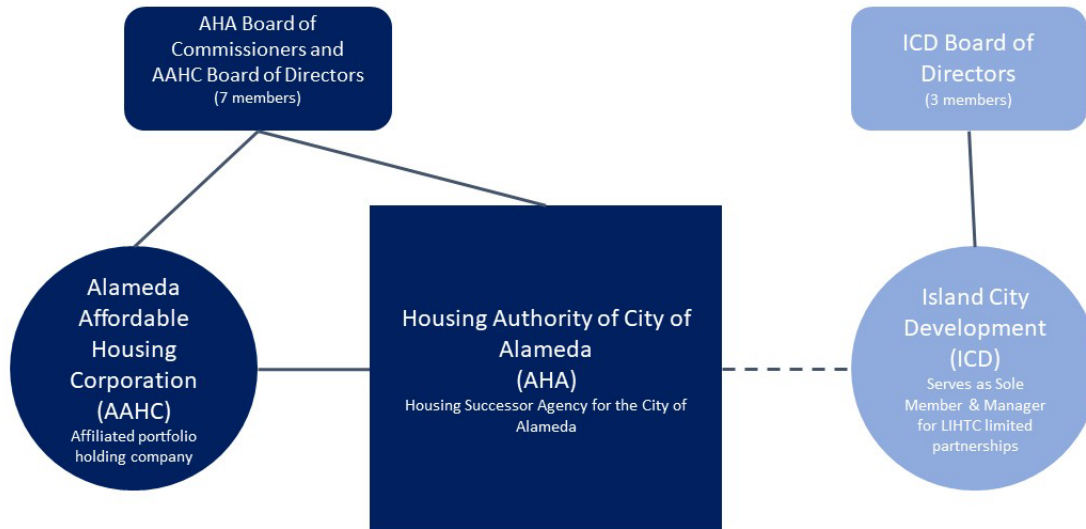 AHA Board of
Commissioners and
AAHC Board of Directors
(7 members)
ICD Board of
Directors
(3 members)
Alameda
Affordable
Housing
Corporation
(AAHC)
Affiliated portfolio
holding company
Housing Authority of City of
Alameda
(AHA)
Housing Successor Agency for the City of
Alameda
Island City
Development
(ICD)
Serves as Sole
Member & Manager
for LIHTC limited
partnerships